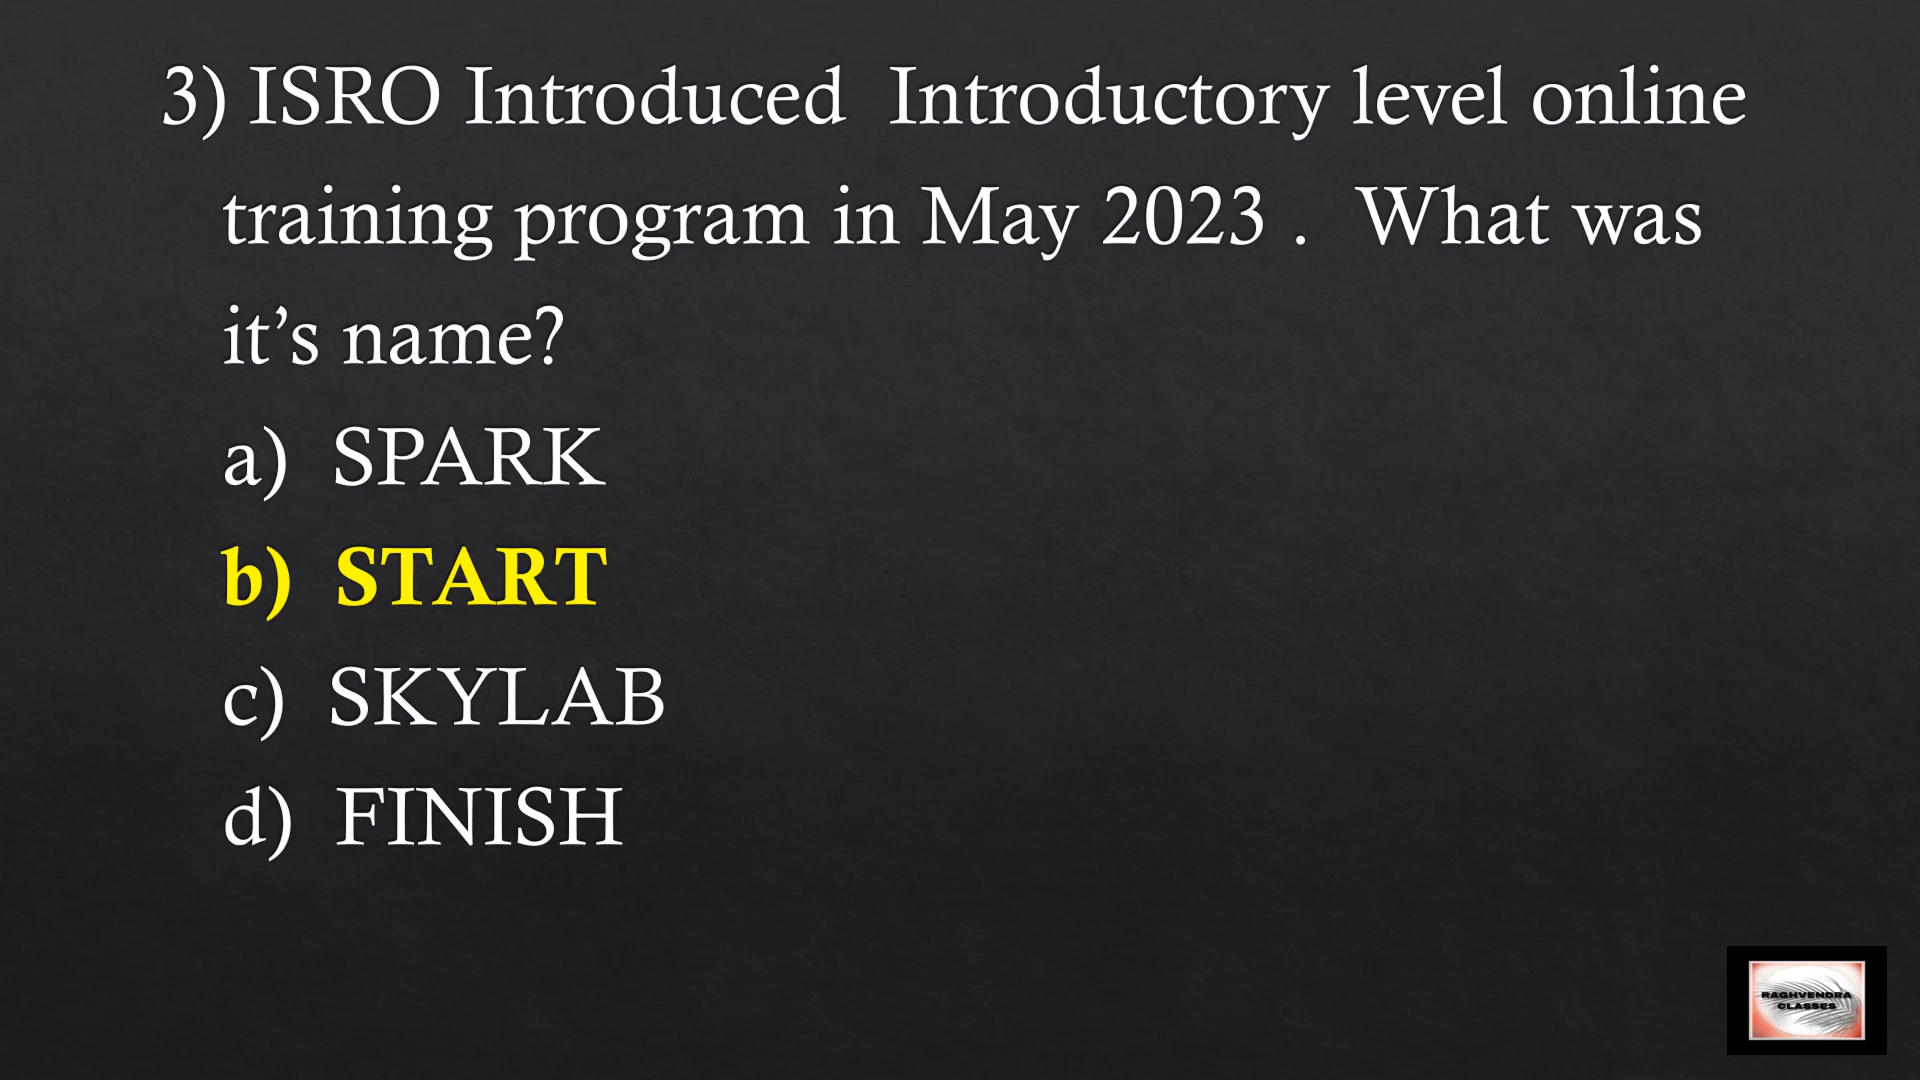 3) ISRO Introduced  Introductory level online
training program in May 2023 .  What was
it’s name?
a)  SPARK
b)  START
c)  SKYLAB
d)  FINISH
RAGHVENDRA
CLASSES